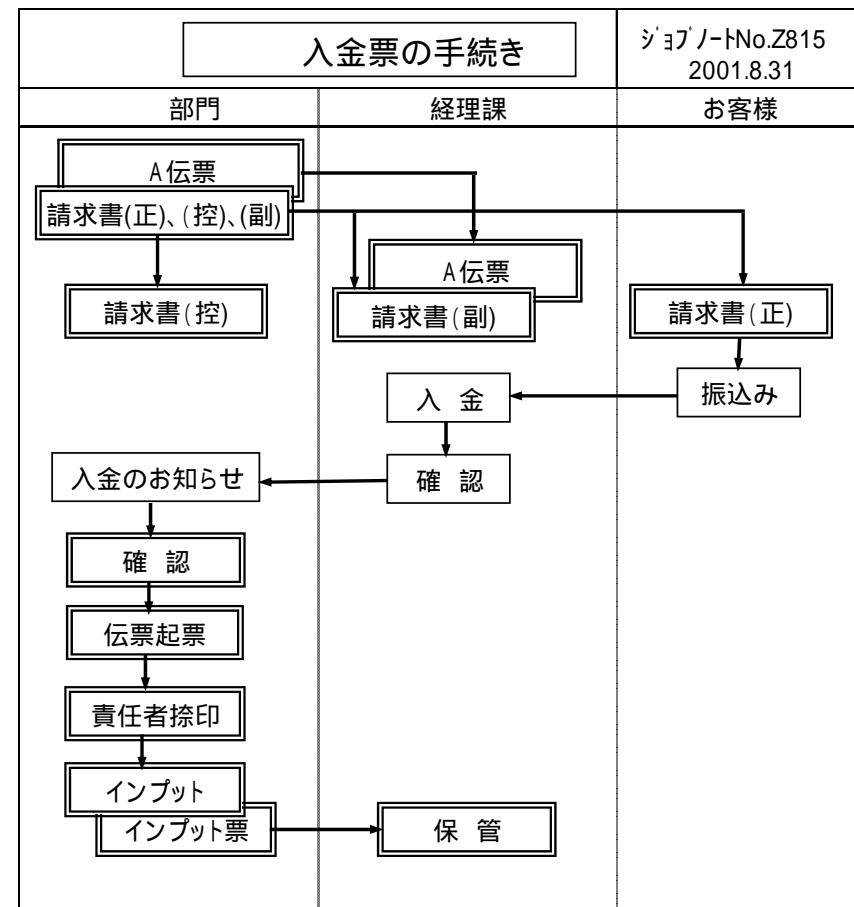 入金票の手続き
ｼﾞｮﾌﾞﾉｰﾄNo.Z815
2001.8.31
部門
経理課
お客様
A伝票
請求書(正)、(控)、(副)
A伝票
請求書(控)
請求書(副)
請求書(正)
入 金
振込み
入金のお知らせ
確 認
確 認
伝票起票
責任者捺印
インプット
インプット票
保 管